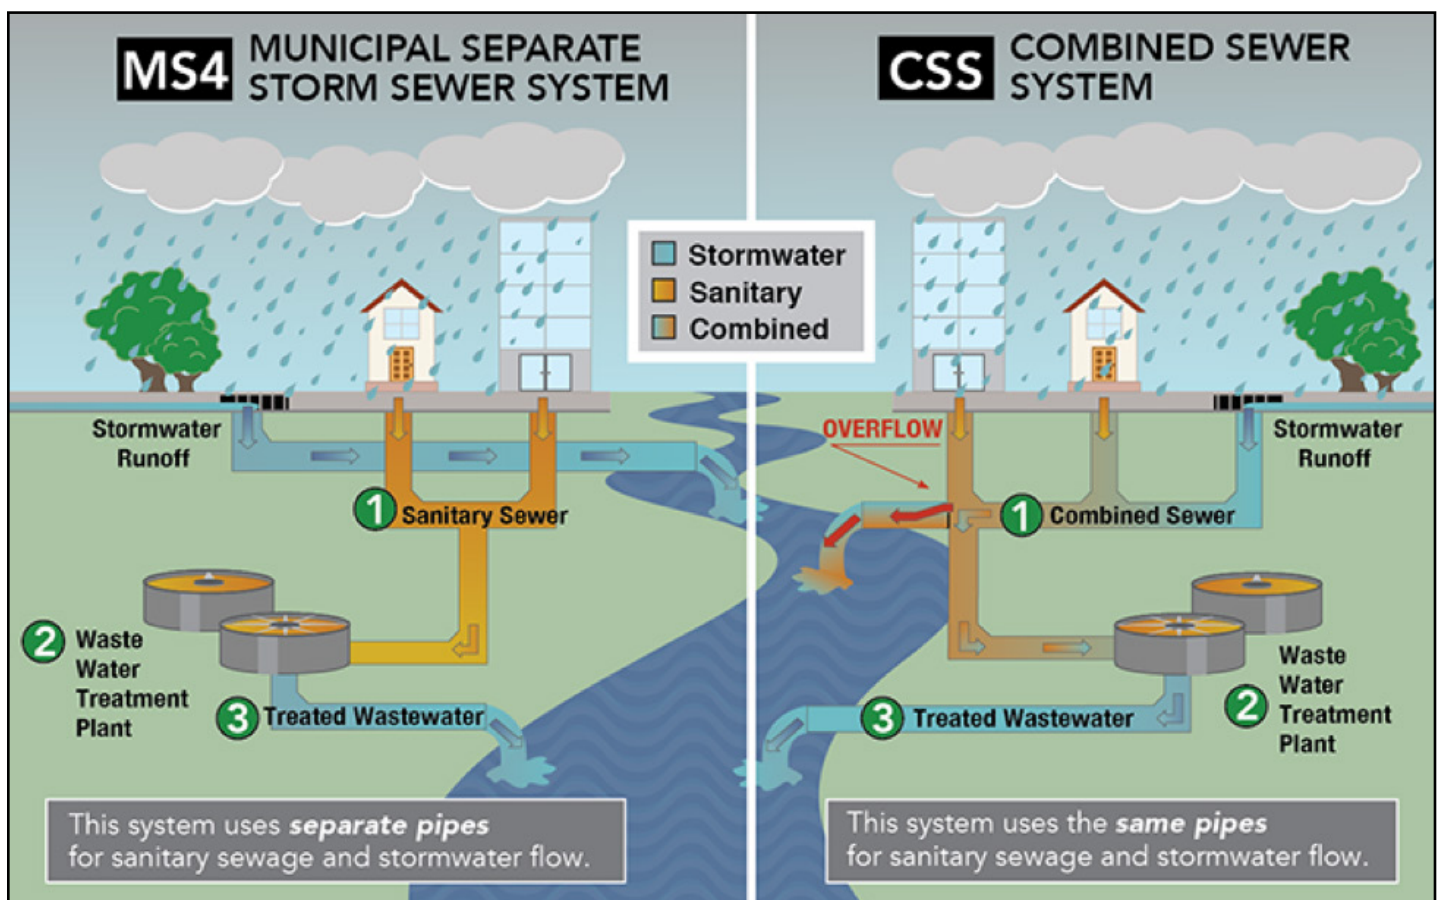 MS4
MUNICIPAL SEPARATE
STORM SEWER SYSTEM
CSS
COMBINED SEWER
SYSTEM
Stormwater
Sanitary
Combined
Stormwater
Runoff
1
Sanitary Sewer
2
Waste
Water
Treatment
Plant
3
Treated Wastewater
This system uses separate pipes
for sanitary sewage and stormwater flow.
OVERFLOW
Stormwater
Runoff
1
Combined Sewer
Waste
Water
2
Treatment
Plant
3
Treated Wastewater
This system uses the same pipes
for sanitary sewage and stormwater flow.